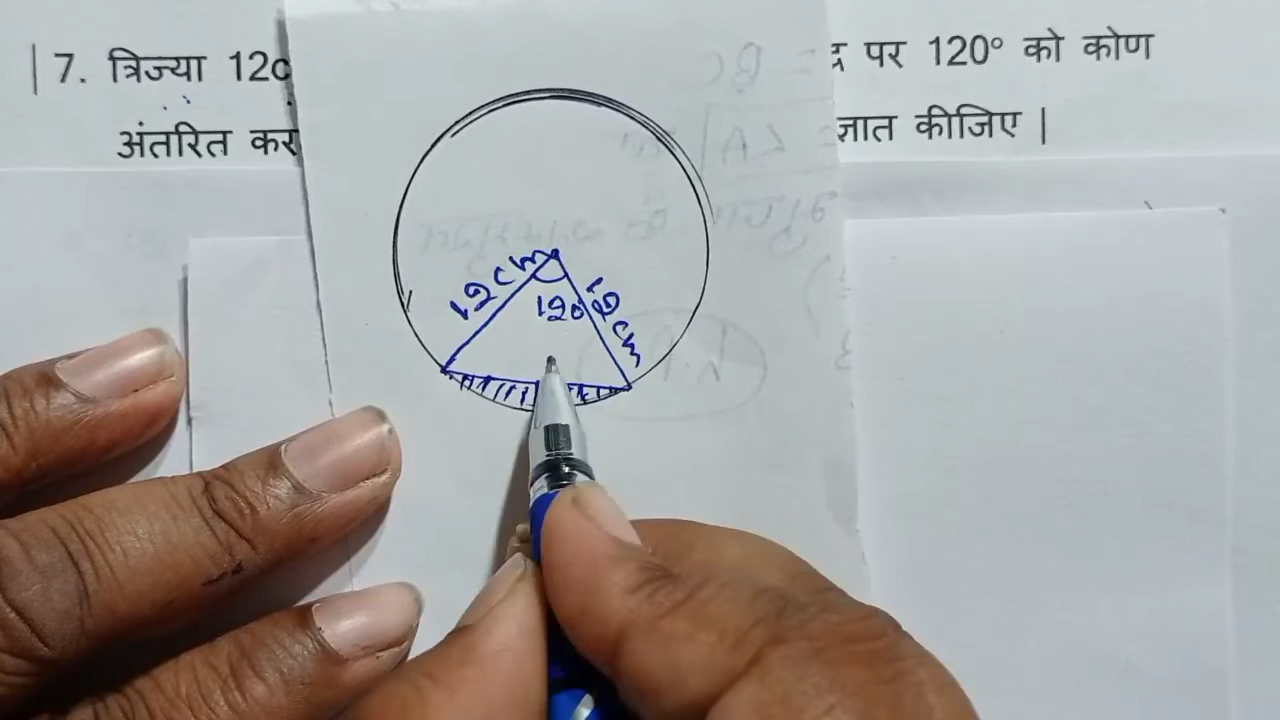 7. त्रिज्या 12c पर 120° को कोण
अंतरित कर ज्ञात कीजिए |
12cm 12cm
120